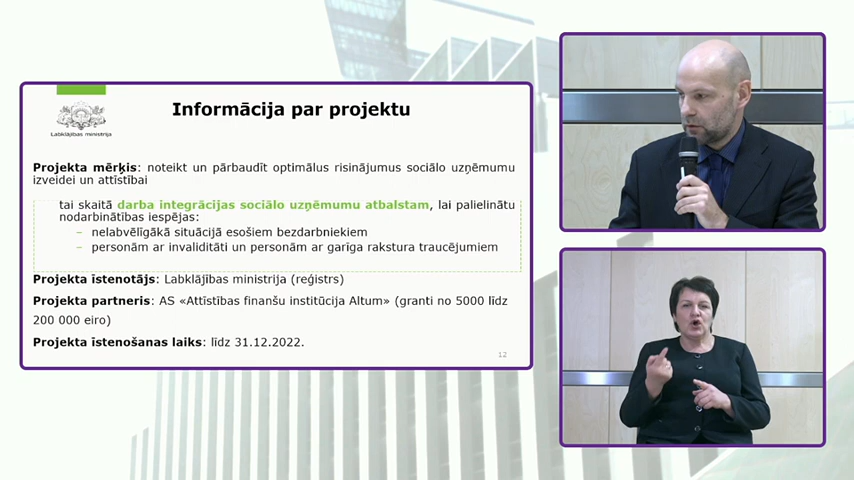 Labklājības ministrija
Informācija par projektu
Projekta mērķis: noteikt un pārbaudīt optimālus risinājumus sociālo uzņēmumu
izveidei un attīstībai
tai skaitā darba integrācijas sociālo uzņēmumu atbalstam, lai palielinātu
nodarbinātības iespējas:
– nelabvēlīgākā situācijā esošiem bezdarbniekiem
– personām ar invaliditāti un personām ar garīga rakstura traucējumiem
Projekta īstenotājs: Labklājības ministrija (reģistrs)
Projekta partneris: AS «Attīstības finanšu institūcija Altum» (granti no 5000 līdz
200 000 eiro)
Projekta īstenošanas laiks: līdz 31.12.2022.
12